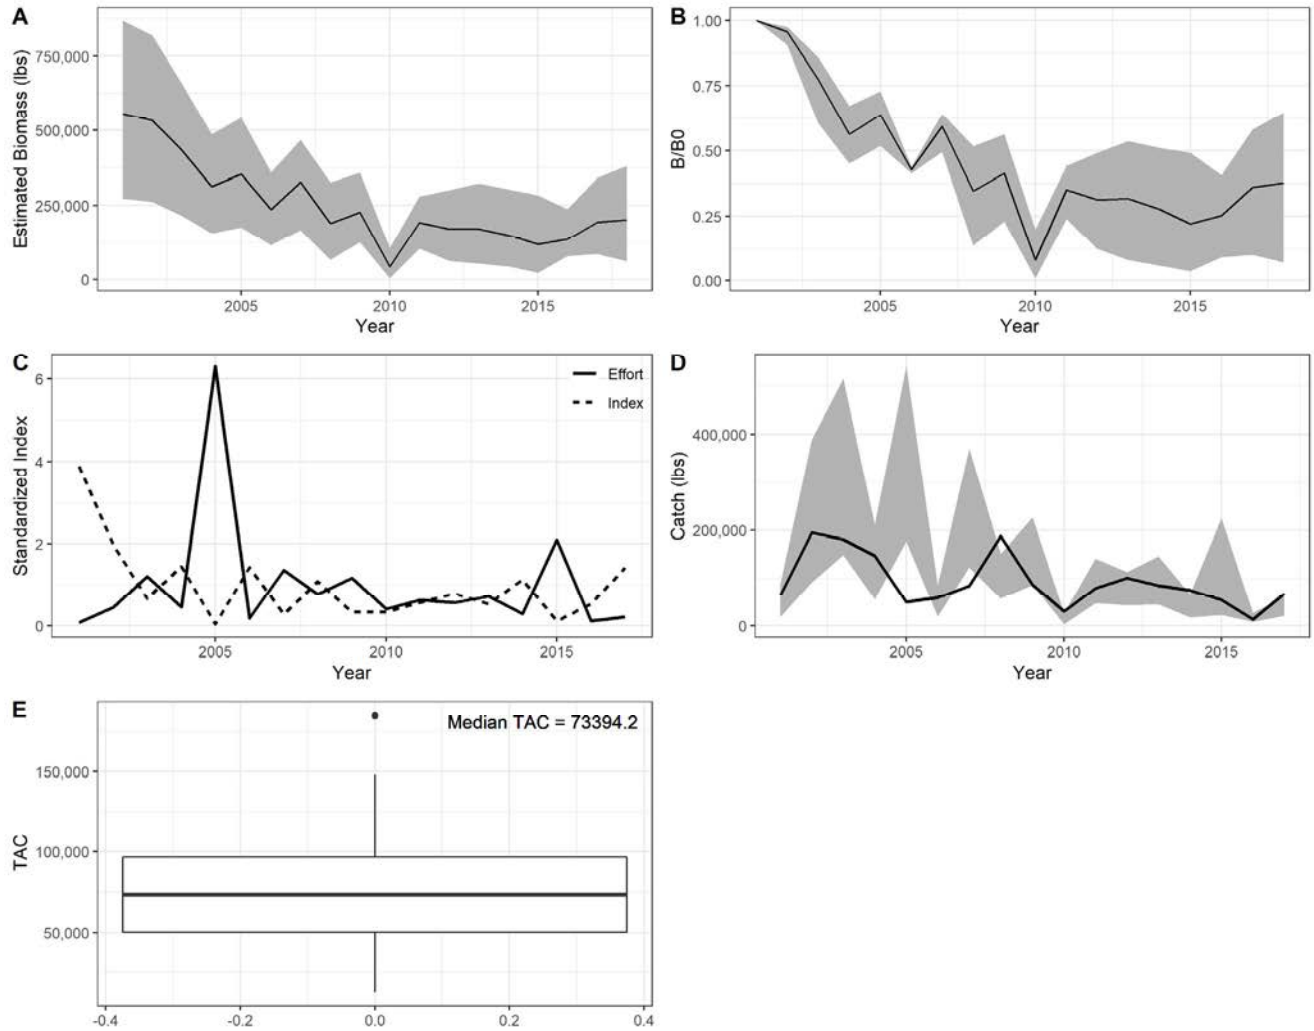 A
Estimated Biomass (lbs)
750,000
500,000
250,000
0
2005
2010
2015
Year
B
B/B0
1.00
0.75
0.50
0.25
0.00
2005
2010
2015
Year
C
Standardized Index
6
4
2
0
Effort
Index
2005
2010
2015
Year
D
Catch (lbs)
400,000
200,000
0
2005
2010
2015
Year
E
Median TAC = 73394.2
TAC
150,000
100,000
50,000
-0.4
-0.2
0.0
0.2
0.4